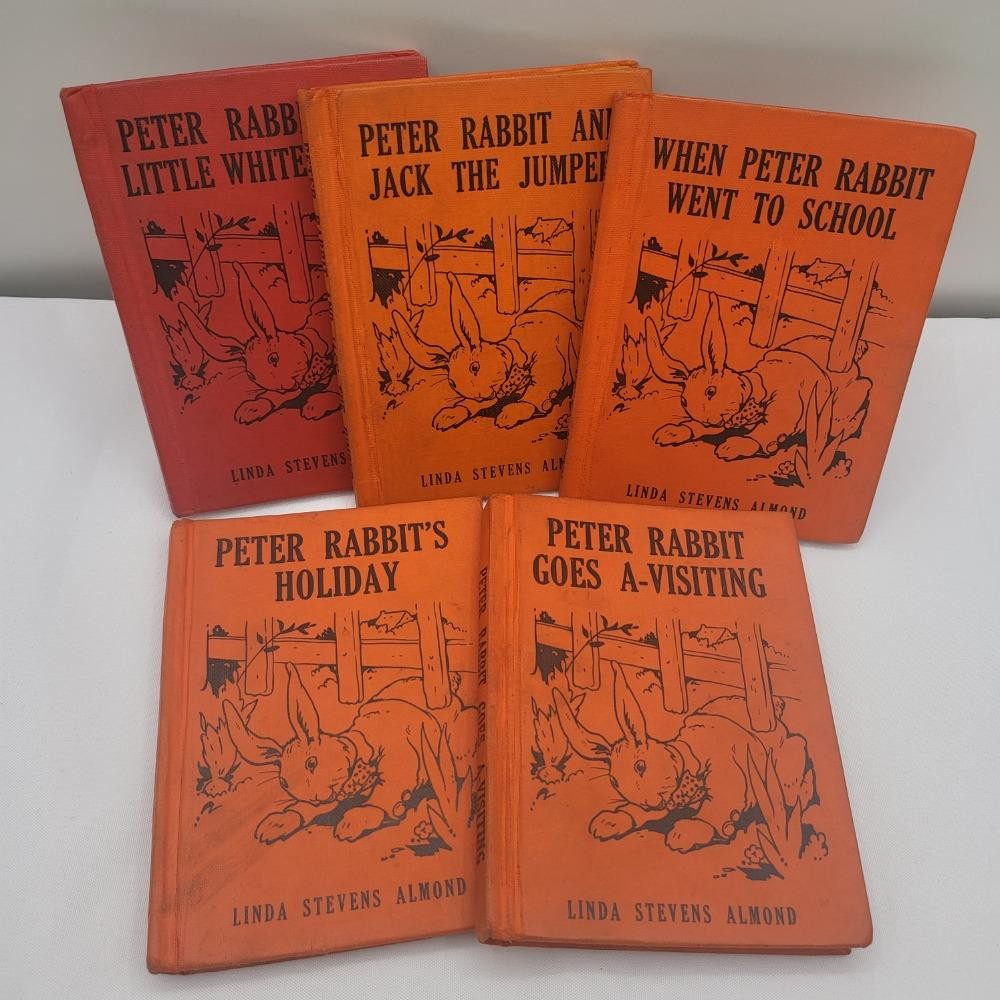 PETER RABB
LITTLE WHITE
LINDA STEVENS
PETER RABBIT AN
JACK THE JUMPE
LINDA STEVENS ALM
WHEN PETER RABBIT
WENT TO SCHOOL
LINDA STEVENS ALMOND
PETER RABBIT'S
HOLIDAY
LINDA STEVENS ALMOND
PETER RABBIT GOES A-VISITING
PETER RABBIT
GOES A-VISITING
LINDA STEVENS ALMOND